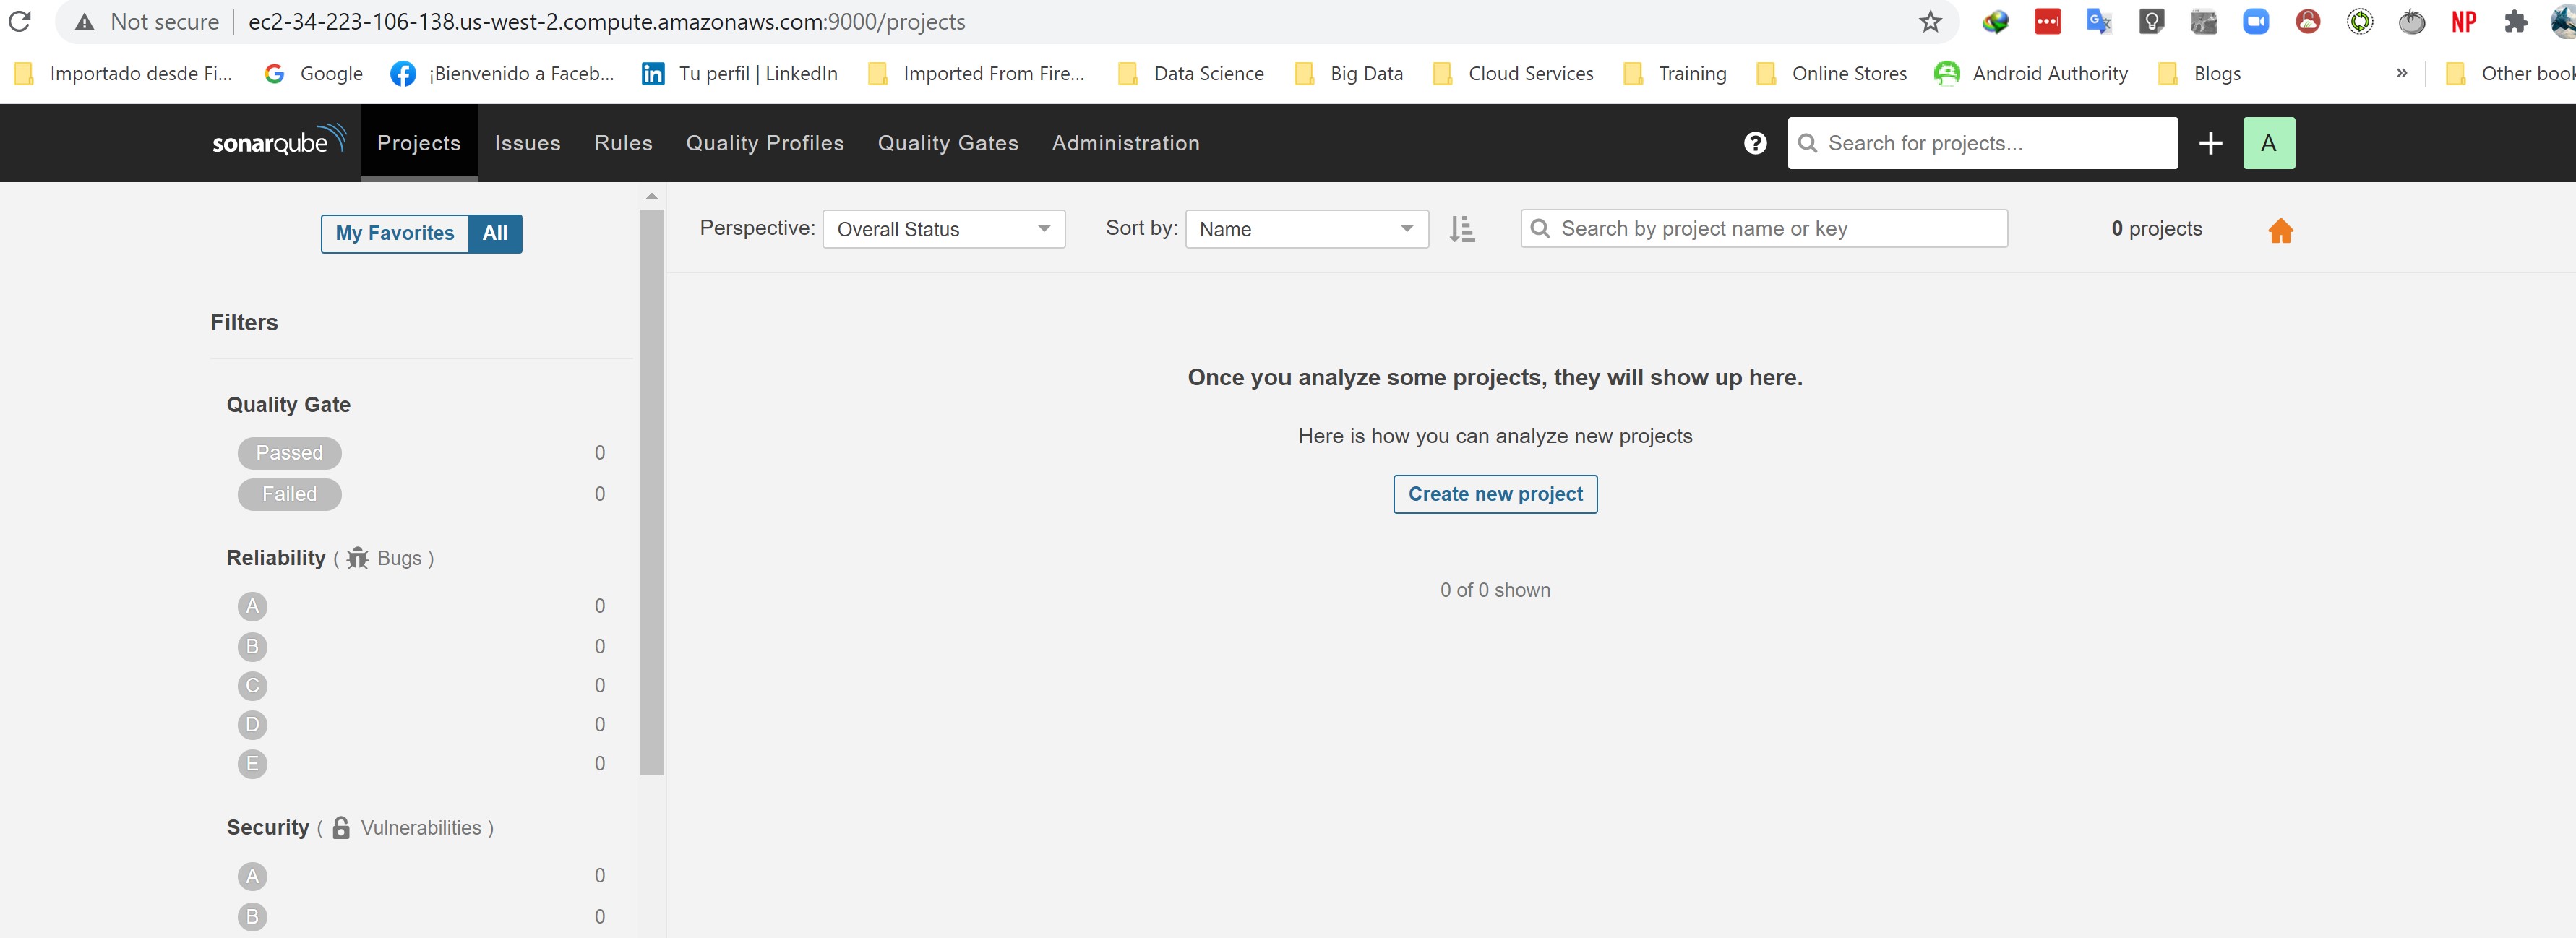 Not secure ec2-34-223-106-138.us-west-2.compute.amazonaws.com:9000/projects NP
Importado desde Fi... Google ¡Bienvenido a Faceb... Tu perfil | LinkedIn Imported From Fire... Data Science Big Data Cloud Services Training Online Stores Android Authority Blogs » Other book
sonarqube Projects Issues Rules Quality Profiles Quality Gates Administration Search for projects... A
My Favorites All Perspective: Overall Status Sort by: Name Search by project name or key 0 projects
Filters
Once you analyze some projects, they will show up here.
Quality Gate
Here is how you can analyze new projects
Passed 0
Failed 0 Create new project
Reliability ( Bugs )
0 of 0 shown
A 0
B 0
C 0
D 0
E 0
Security ( Vulnerabilities )
A 0
B 0